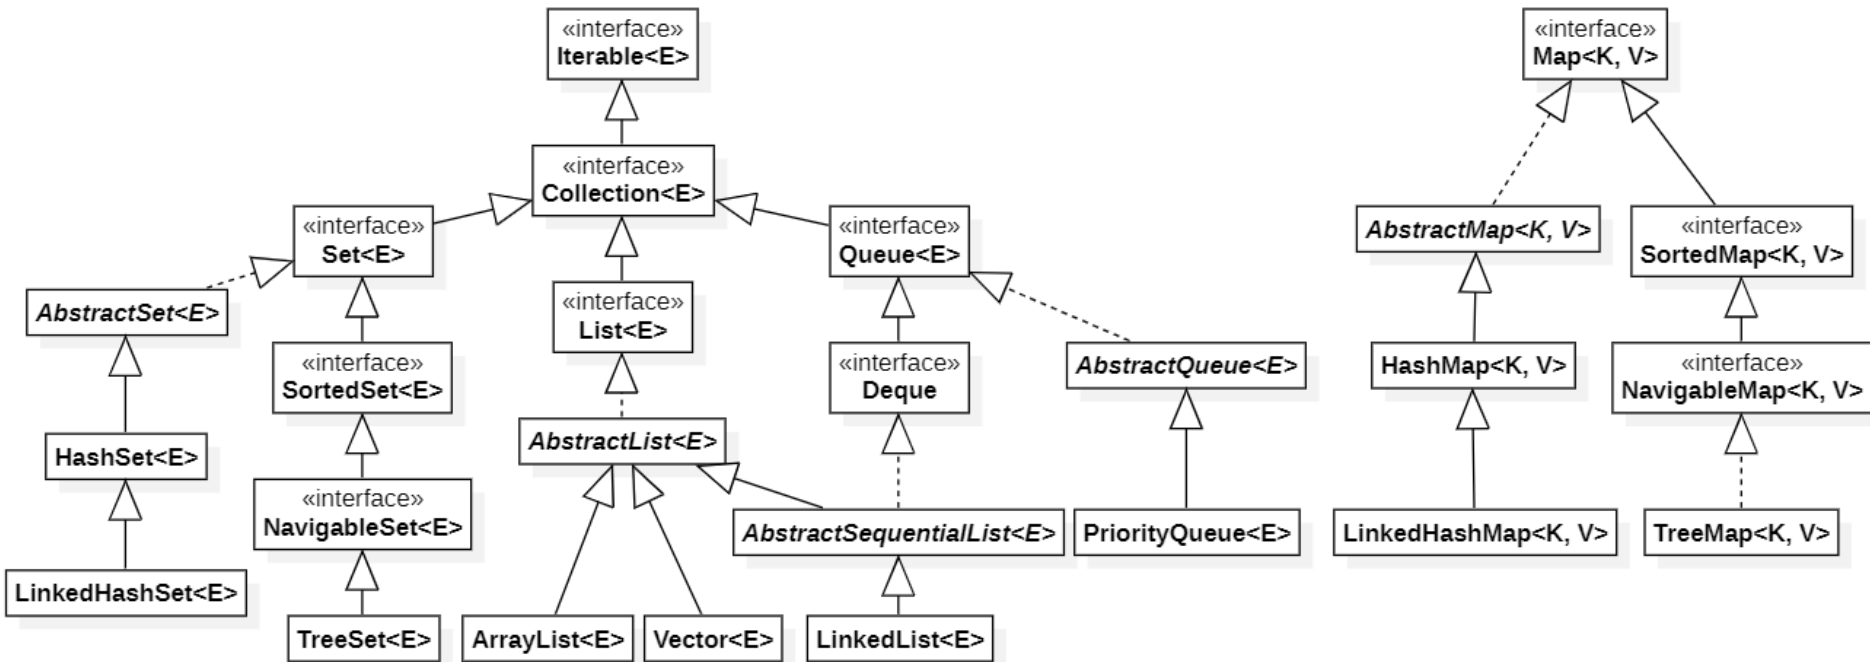 «interface»
Iterable<E>
«interface»
Map<K, V>
«interface»
Collection<E>
«interface»
Set<E>
«interface»
Queue<E>
AbstractMap<K, V>
«interface»
SortedMap<K, V>
AbstractSet<E>
«interface»
List<E>
«interface»
SortedSet<E>
«interface»
Deque
AbstractQueue<E>
HashMap<K, V>
«interface»
NavigableMap<K, V>
HashSet<E>
AbstractList<E>
«interface»
NavigableSet<E>
AbstractSequentialList<E>
PriorityQueue<E>
LinkedHashMap<K, V>
TreeMap<K, V>
LinkedHashSet<E>
TreeSet<E>
ArrayList<E>
Vector<E>
LinkedList<E>